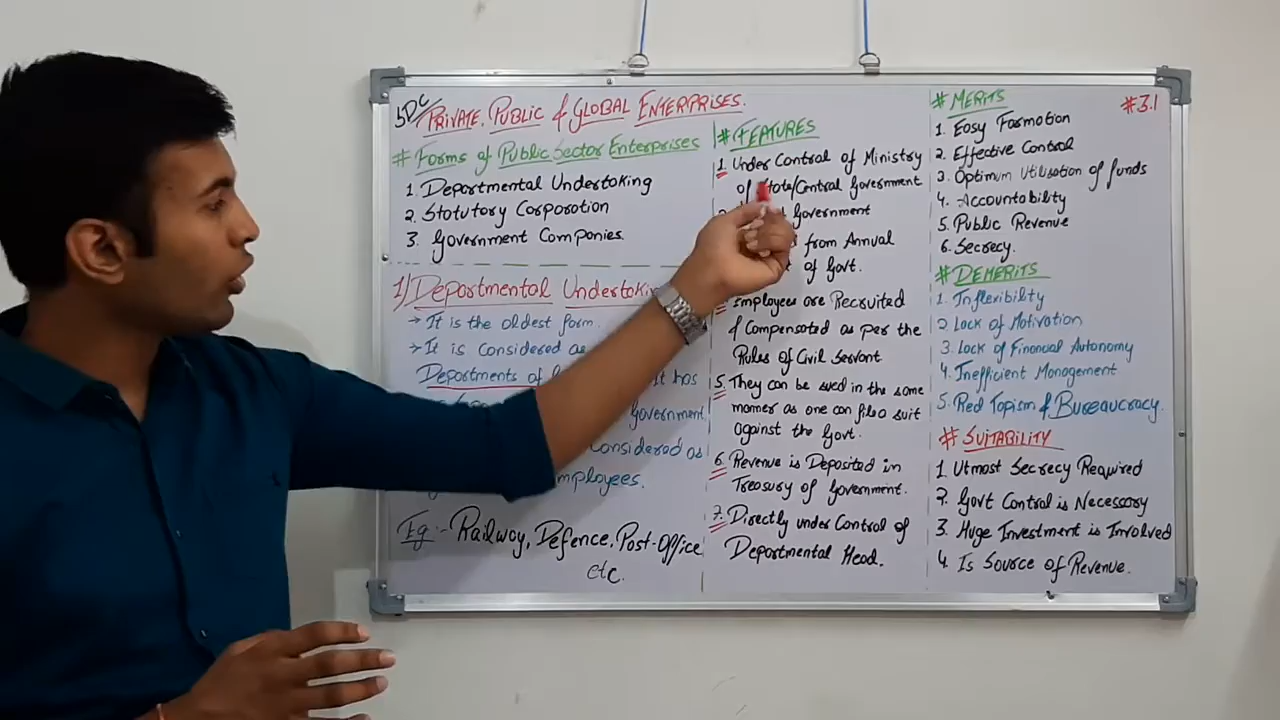 SDC/PRIVATE, PUBLIC & GLOBAL ENTERPRISES.
# Forms of Public Sector Enterprises
1. Departmental Undertaking
2. Statutory Corporation
3. Government Companies.
1) Departmental
→ It is the oldest form.
→ It is considered as
Departments of It has
Government
Considered as
Employees.
Eg :- Railway, Defence, Post-Office
etc.
# FEATURES
1. Under Control of Ministry
of State/Central Government
Government
from Annual
of Govt.
Employees are Recruited
& Compensated as per the
Rules of Civil Servant
5. They can be sued in the same
manner as one can file a suit
against the Govt.
6. Revenue is Deposited in
Treasury of Government.
7. Directly under Control of
Departmental Head.
# MERITS
1. Easy Formation
2. Effective Control
3. Optimum Utilisation of funds
4. Accountability
5. Public Revenue
6. Secrecy.
# DEMERITS
1. Inflexibility
2. Lack of Motivation
3. Lack of Financial Autonomy
4. Inefficient Management
5. Red Tapism & Bureaucracy.
# SUITABILITY
1. Utmost Secrecy Required
2. Govt Control is Necessary
3. Huge Investment is Involved
4. Is Source of Revenue.
#3.1